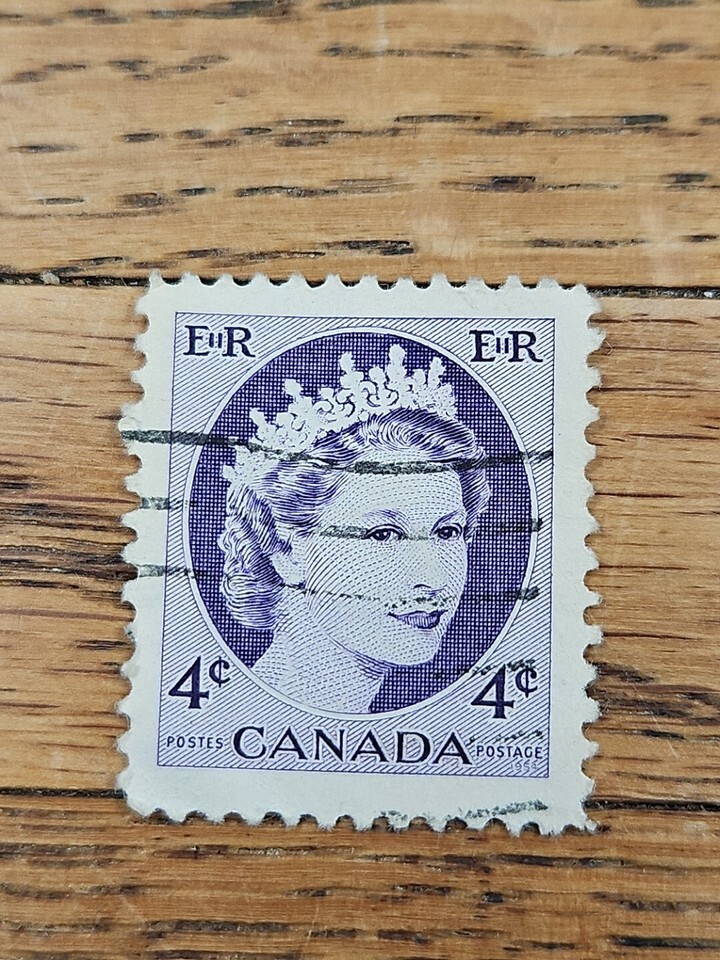 EIIR EIIR
4¢ 4¢
POSTES CANADA POSTAGE